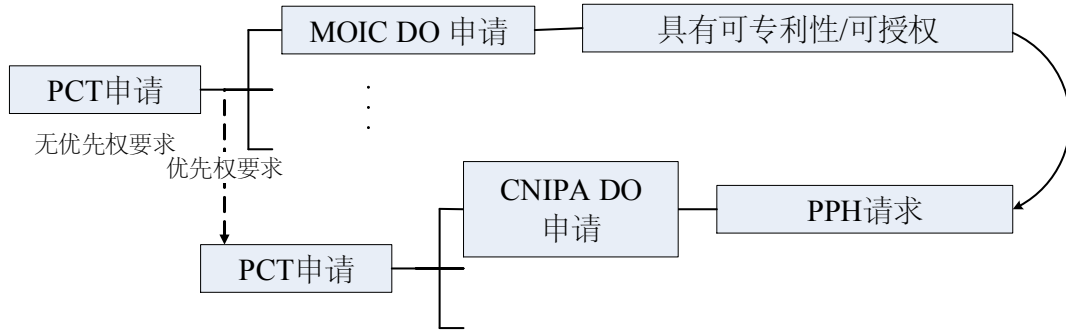 MOIC DO 申请
具有可专利性/可授权
PCT申请
无优先权要求
优先权要求
CNIPA DO
申请
PPH请求
PCT申请